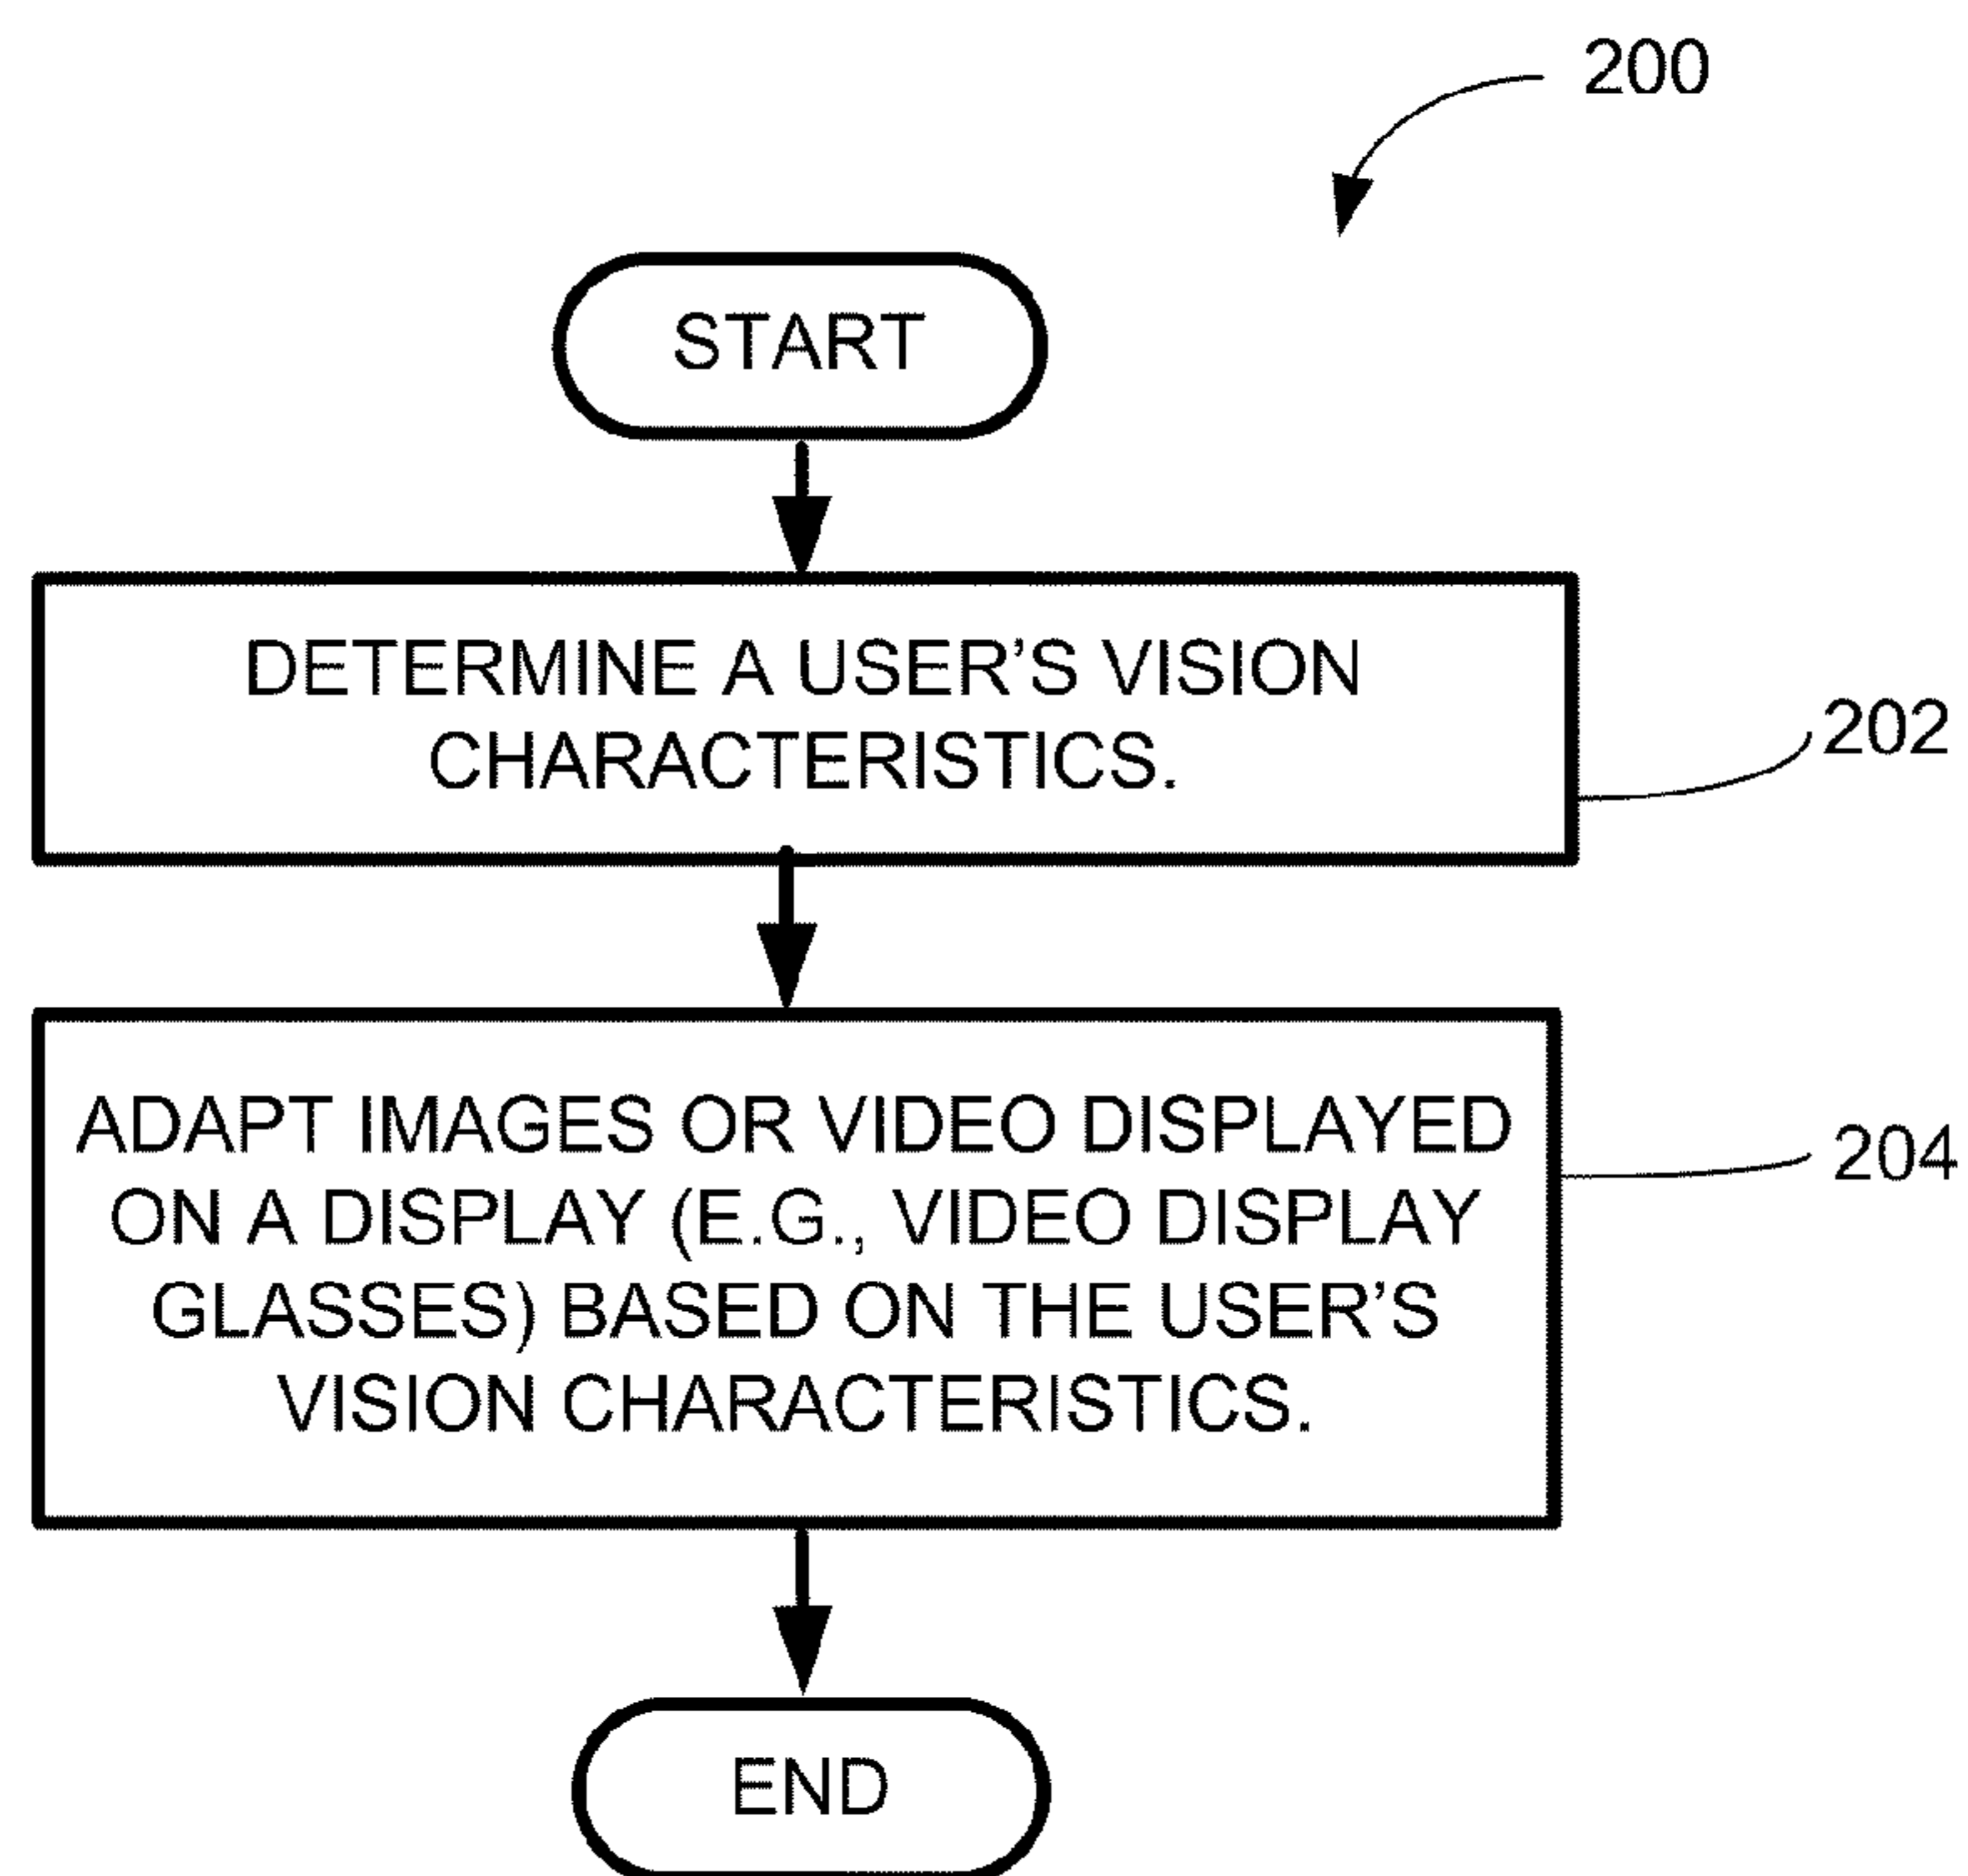 200
START
DETERMINE A USER’S VISION
CHARACTERISTICS.
202
ADAPT IMAGES OR VIDEO DISPLAYED
ON A DISPLAY (E.G., VIDEO DISPLAY
GLASSES) BASED ON THE USER’S
VISION CHARACTERISTICS.
204
END